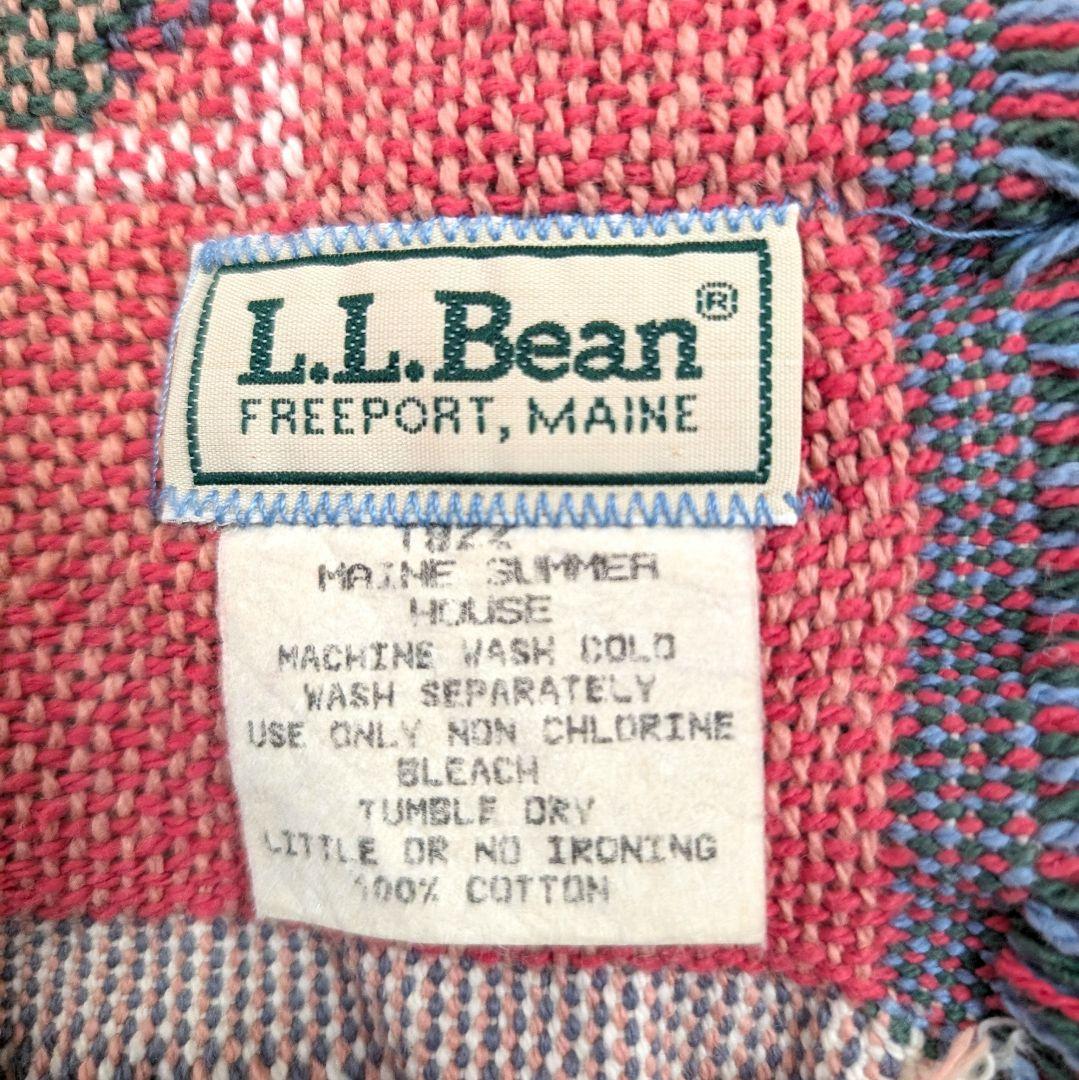 L.L.Bean®
FREEPORT, MAINE
MAINE SUMMER
HOUSE
MACHINE WASH COLD
WASH SEPARATELY
USE ONLY NON CHLORINE
BLEACH
TUMBLE DRY
LITTLE OR NO IRONING
100% COTTON